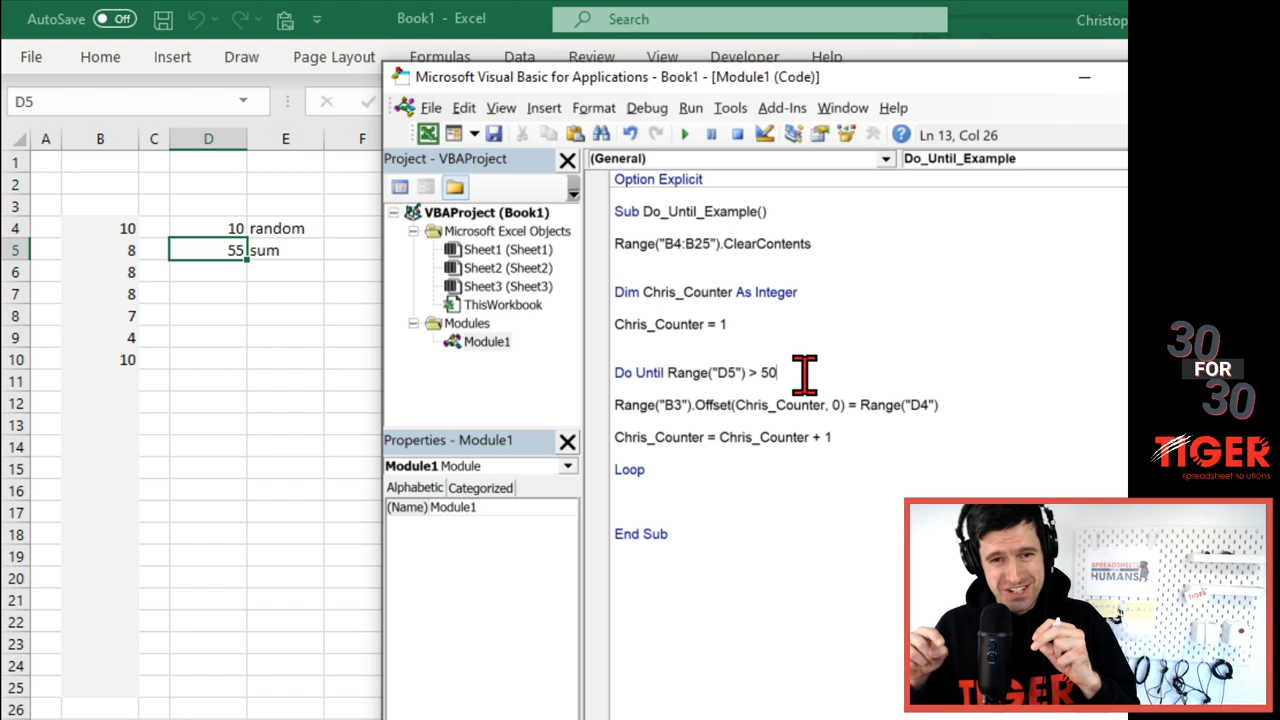 AutoSave Off Book1 - Excel Search Christop
File Home Insert Draw Page Layout Formulas Data Review View Developer Help
D5
A B C D E F
1
2
3
4 10 10 random
5 8 55 sum
6 8
7 8
8 7
9 4
10 10
11
12
13
14
15
16
17
18
19
20
21
22
23
24
25
26
Microsoft Visual Basic for Applications - Book1 - [Module1 (Code)]
File Edit View Insert Format Debug Run Tools Add-Ins Window Help
Ln 13, Col 26
Project - VBAProject
VBAProject (Book1)
Microsoft Excel Objects
Sheet1 (Sheet1)
Sheet2 (Sheet2)
Sheet3 (Sheet3)
ThisWorkbook
Modules
Module1
Properties - Module1
Module1 Module
Alphabetic Categorized
(Name) Module1
(General) Do_Until_Example
Option Explicit
Sub Do_Until_Example()
Range("B4:B25").ClearContents
Dim Chris_Counter As Integer
Chris_Counter = 1
Do Until Range("D5") > 50
Range("B3").Offset(Chris_Counter, 0) = Range("D4")
Chris_Counter = Chris_Counter + 1
Loop
End Sub
30
FOR
30
TIGER
spreadsheet solutions
SPREADSHEETS
HUMANS
TIGER
TIGER